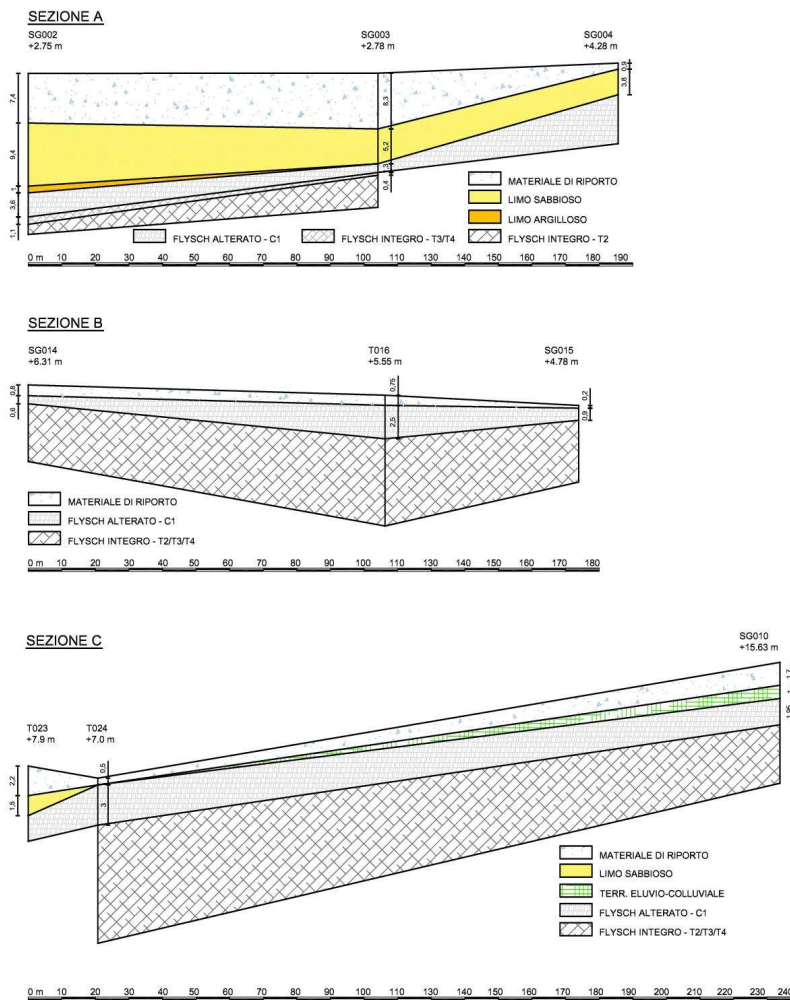 SEZIONE A
SG002 SG003 SG004
+2.75 m +2.78 m +4.28 m
0,9
3,8
7,4
8,3
9,4
5,2
1
3
3,6
0,4
1,1
MATERIALE DI RIPORTO
LIMO SABBIOSO
LIMO ARGILLOSO
FLYSCH ALTERATO - C1 FLYSCH INTEGRO - T3/T4 FLYSCH INTEGRO - T2
0 m 10 20 30 40 50 60 70 80 90 100 110 120 130 140 150 160 170 180 190
SEZIONE B
SG014 T016 SG015
+6.31 m +5.55 m +4.78 m
0,8
0,75
0,2
0,6
2,5
0,9
MATERIALE DI RIPORTO
FLYSCH ALTERATO - C1
FLYSCH INTEGRO - T2/T3/T4
0 m 10 20 30 40 50 60 70 80 90 100 110 120 130 140 150 160 170 180
SEZIONE C
SG010
+15.63 m
1,7
1
1,95
T023 T024
+7.9 m +7.0 m
0,5
2,2
1,5
3
MATERIALE DI RIPORTO
LIMO SABBIOSO
TERR. ELUVIO-COLLUVIALE
FLYSCH ALTERATO - C1
FLYSCH INTEGRO - T2/T3/T4
0 m 10 20 30 40 50 60 70 80 90 100 110 120 130 140 150 160 170 180 190 200 210 220 230 240